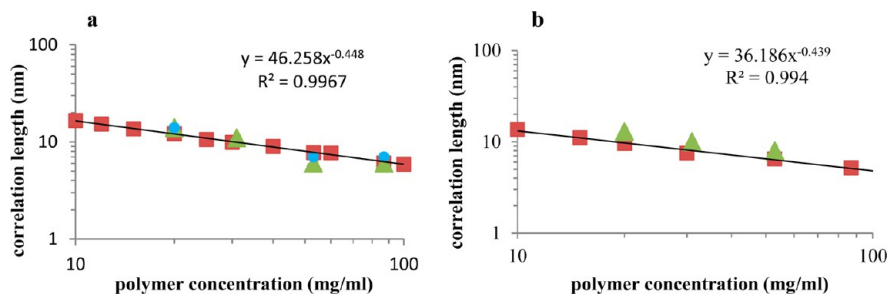 a
y = 46.258x^-0.448
R² = 0.9967
100
10
1
10
100
correlation length (nm)
polymer concentration (mg/ml)
b
y = 36.186x^-0.439
R² = 0.994
100
10
1
10
100
correlation length (nm)
polymer concentration (mg/ml)